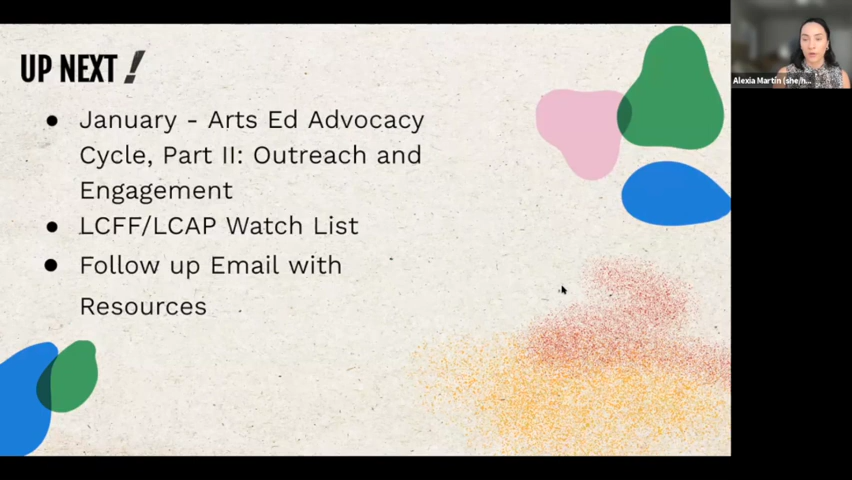 UP NEXT !
● January - Arts Ed Advocacy
Cycle, Part II: Outreach and
Engagement
● LCFF/LCAP Watch List
● Follow up Email with
Resources
Alexia Martín (she/h...